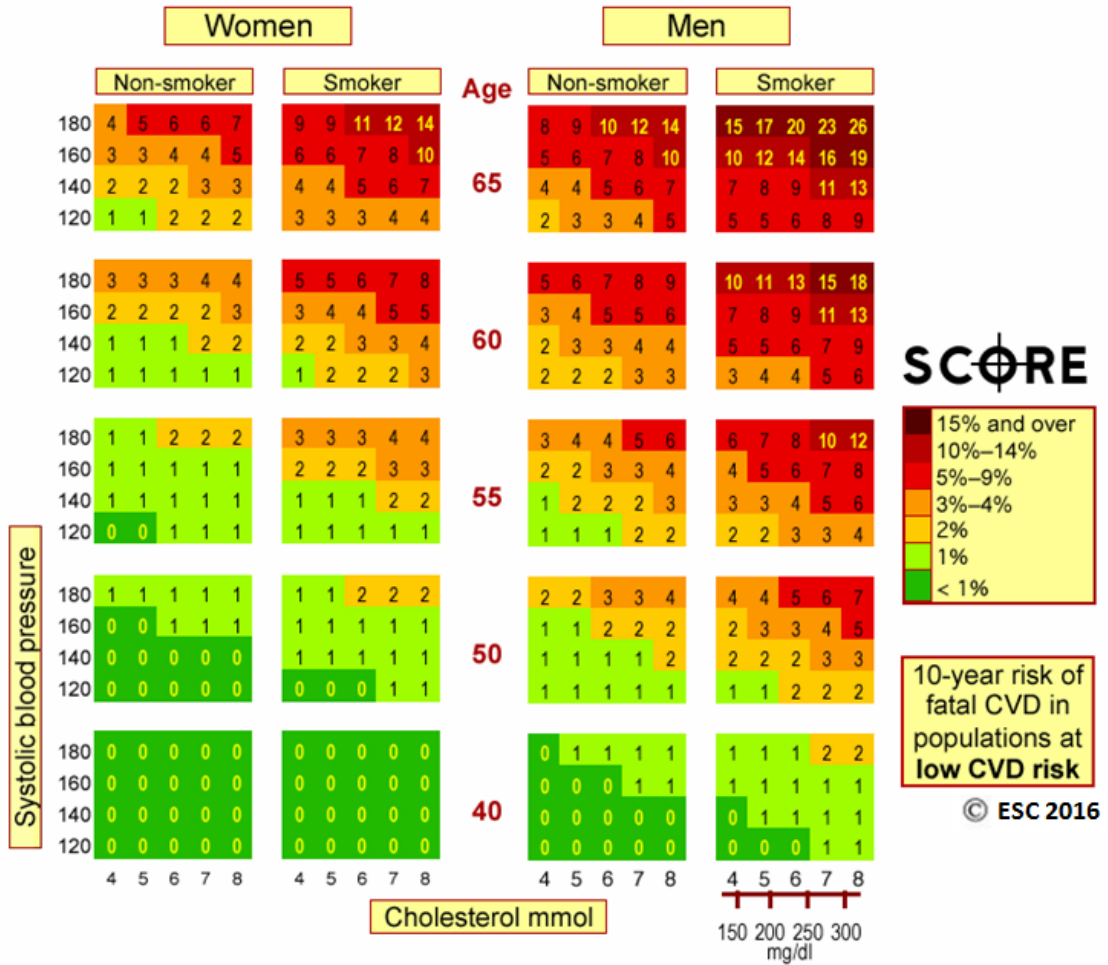 Women Men
Non-smoker Smoker Age Non-smoker Smoker
180 4 5 6 6 7 9 9 11 12 14 8 9 10 12 14 15 17 20 23 26
160 3 3 4 4 5 6 6 7 8 10 5 6 7 8 10 10 12 14 16 19
65
140 2 2 2 3 3 4 4 5 6 7 4 4 5 6 7 7 8 9 11 13
120 1 1 2 2 2 3 3 3 4 4 2 3 3 4 5 5 5 6 8 9
180 3 3 3 4 4 5 5 6 7 8 5 6 7 8 9 10 11 13 15 18
160 2 2 2 2 3 3 4 4 5 5 3 4 5 5 6 7 8 9 11 13
60
140 1 1 1 2 2 2 2 3 3 4 2 3 3 4 4 5 5 6 7 9
120 1 1 1 1 1 1 2 2 2 3 2 2 2 3 3 3 4 4 5 6
180 1 1 2 2 2 3 3 3 4 4 3 4 4 5 6 6 7 8 10 12
160 1 1 1 1 1 2 2 2 3 3 2 2 3 3 4 4 5 6 7 8
55
140 1 1 1 1 1 1 1 1 2 2 1 2 2 2 3 3 3 4 5 6
120 0 0 1 1 1 1 1 1 1 1 1 1 1 2 2 2 2 3 3 4
180 1 1 1 1 1 1 1 2 2 2 2 2 3 3 4 4 4 5 6 7
160 0 0 1 1 1 1 1 1 1 1 1 1 2 2 2 2 3 3 4 5
50
140 0 0 0 0 0 1 1 1 1 1 1 1 1 1 2 2 2 2 3 3
120 0 0 0 0 0 0 0 0 1 1 1 1 1 1 1 1 1 2 2 2
180 0 0 0 0 0 0 0 0 0 0 0 1 1 1 1 1 1 1 2 2
160 0 0 0 0 0 0 0 0 0 0 0 0 0 1 1 1 1 1 1 1
40
140 0 0 0 0 0 0 0 0 0 0 0 0 0 0 0 0 1 1 1 1
120 0 0 0 0 0 0 0 0 0 0 0 0 0 0 0 0 0 0 1 1
4 5 6 7 8 4 5 6 7 8 4 5 6 7 8 4 5 6 7 8
Systolic blood pressure
Cholesterol mmol
150 200 250 300
mg/dl
SCORE
15% and over
10%–14%
5%–9%
3%–4%
2%
1%
< 1%
10-year risk of
fatal CVD in
populations at
low CVD risk
© ESC 2016